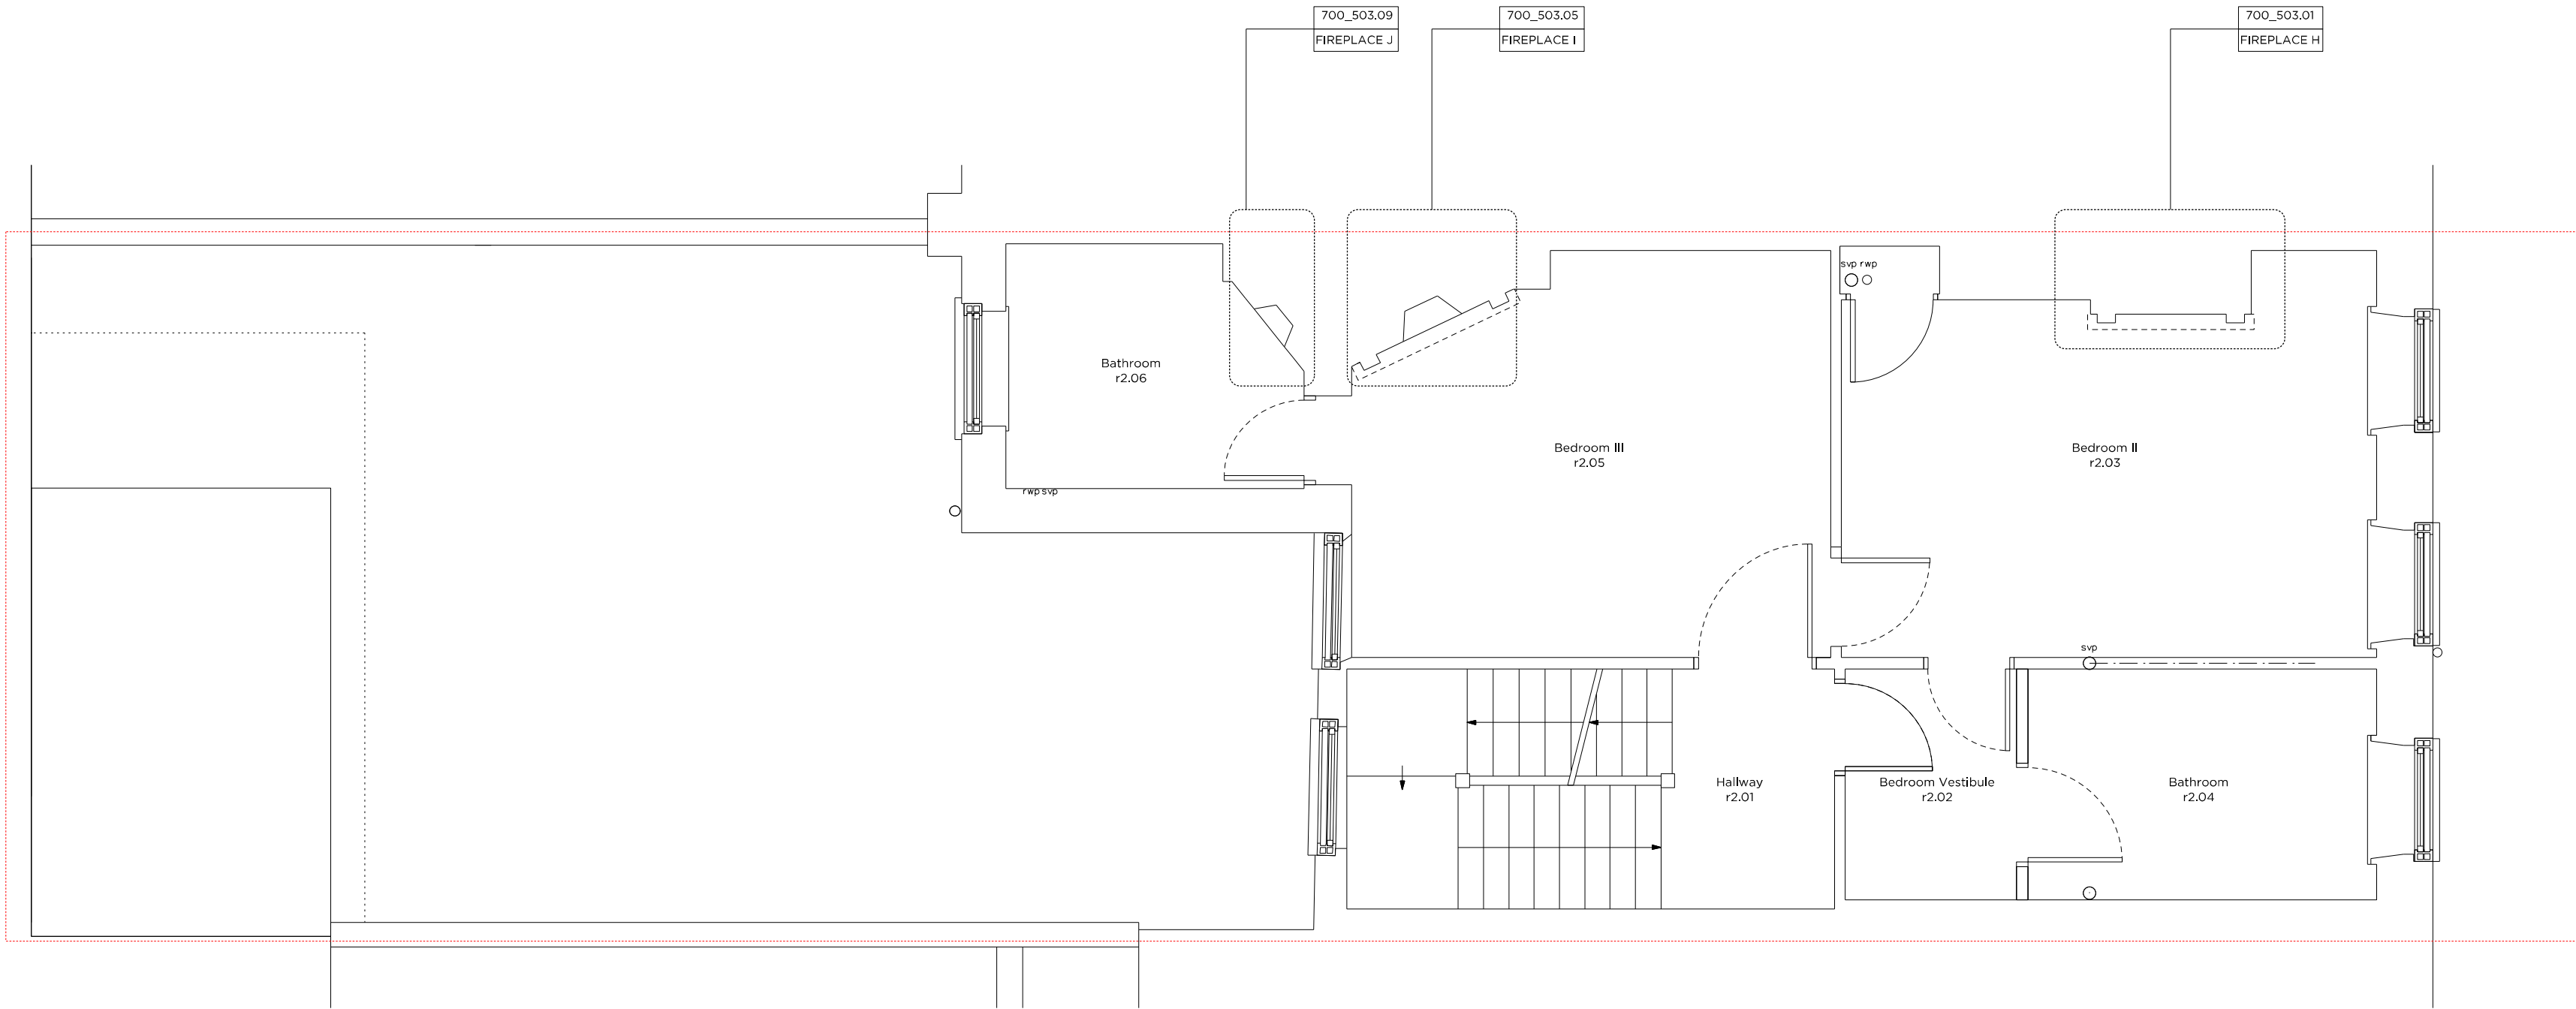 700_503.09
FIREPLACE J
700_503.05
FIREPLACE I
700_503.01
FIREPLACE H
svp rwp
Bathroom
r2.06
Bedroom III
r2.05
Bedroom II
r2.03
rwp svp
svp
Hallway
r2.01
Bedroom Vestibule
r2.02
Bathroom
r2.04